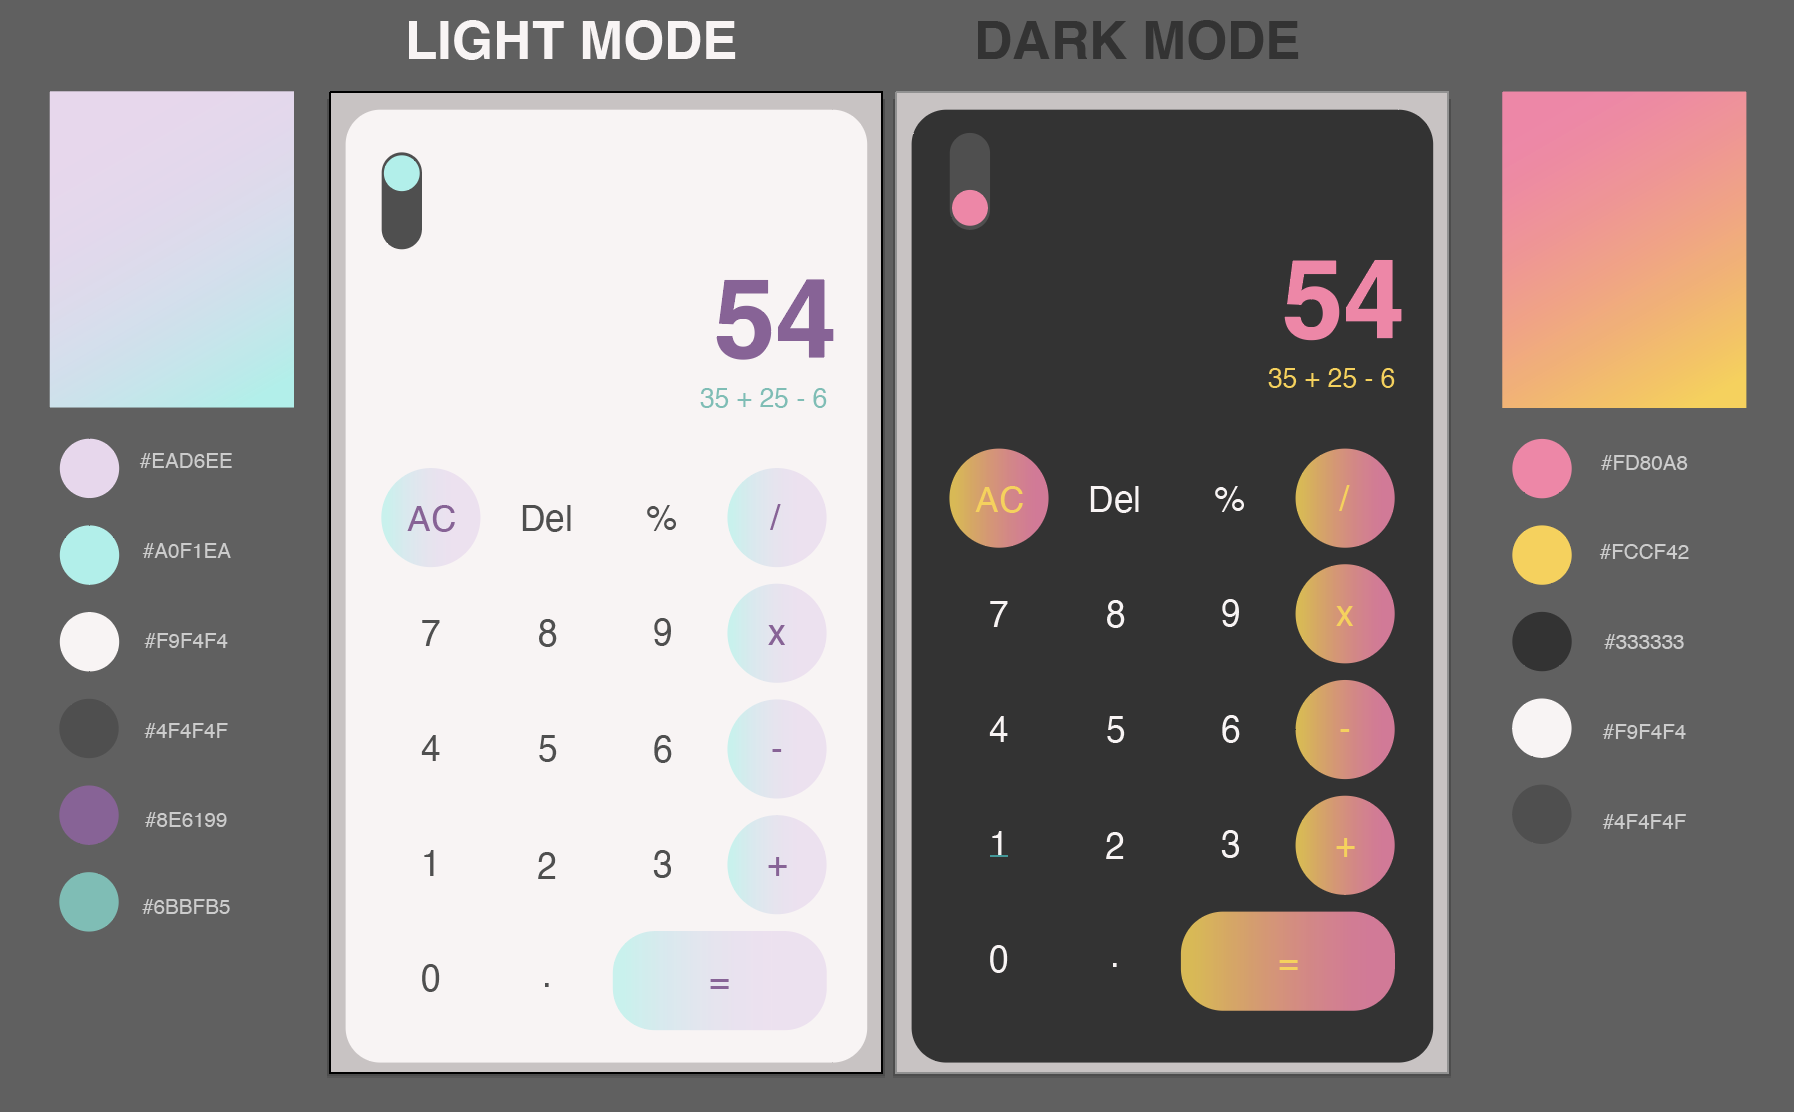 LIGHT MODE
DARK MODE
#EAD6EE
#A0F1EA
#F9F4F4
#4F4F4F
#8E6199
#6BBFB5
54
35 + 25 - 6
AC Del % /
7 8 9 x
4 5 6 -
1 2 3 +
0 . =
54
35 + 25 - 6
AC Del % /
7 8 9 x
4 5 6 -
1 2 3 +
0 . =
#FD80A8
#FCCF42
#333333
#F9F4F4
#4F4F4F